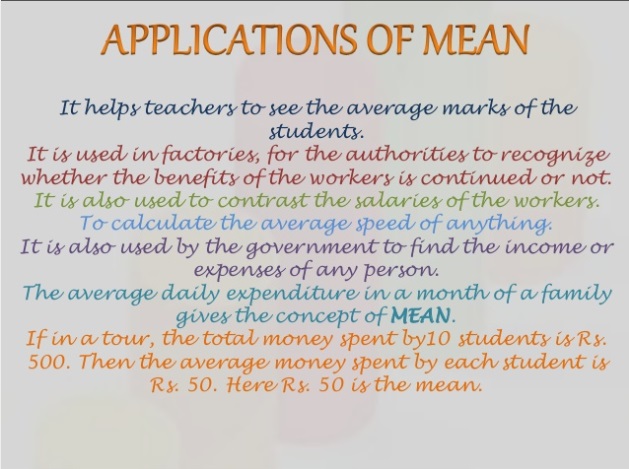 APPLICATIONS OF MEAN
It helps teachers to see the average marks of the
students.
It is used in factories, for the authorities to recognize
whether the benefits of the workers is continued or not.
It is also used to contrast the salaries of the workers.
To calculate the average speed of anything.
It is also used by the government to find the income or
expenses of any person.
The average daily expenditure in a month of a family
gives the concept of MEAN.
If in a tour, the total money spent by10 students is Rs.
500. Then the average money spent by each student is
Rs. 50. Here Rs. 50 is the mean.